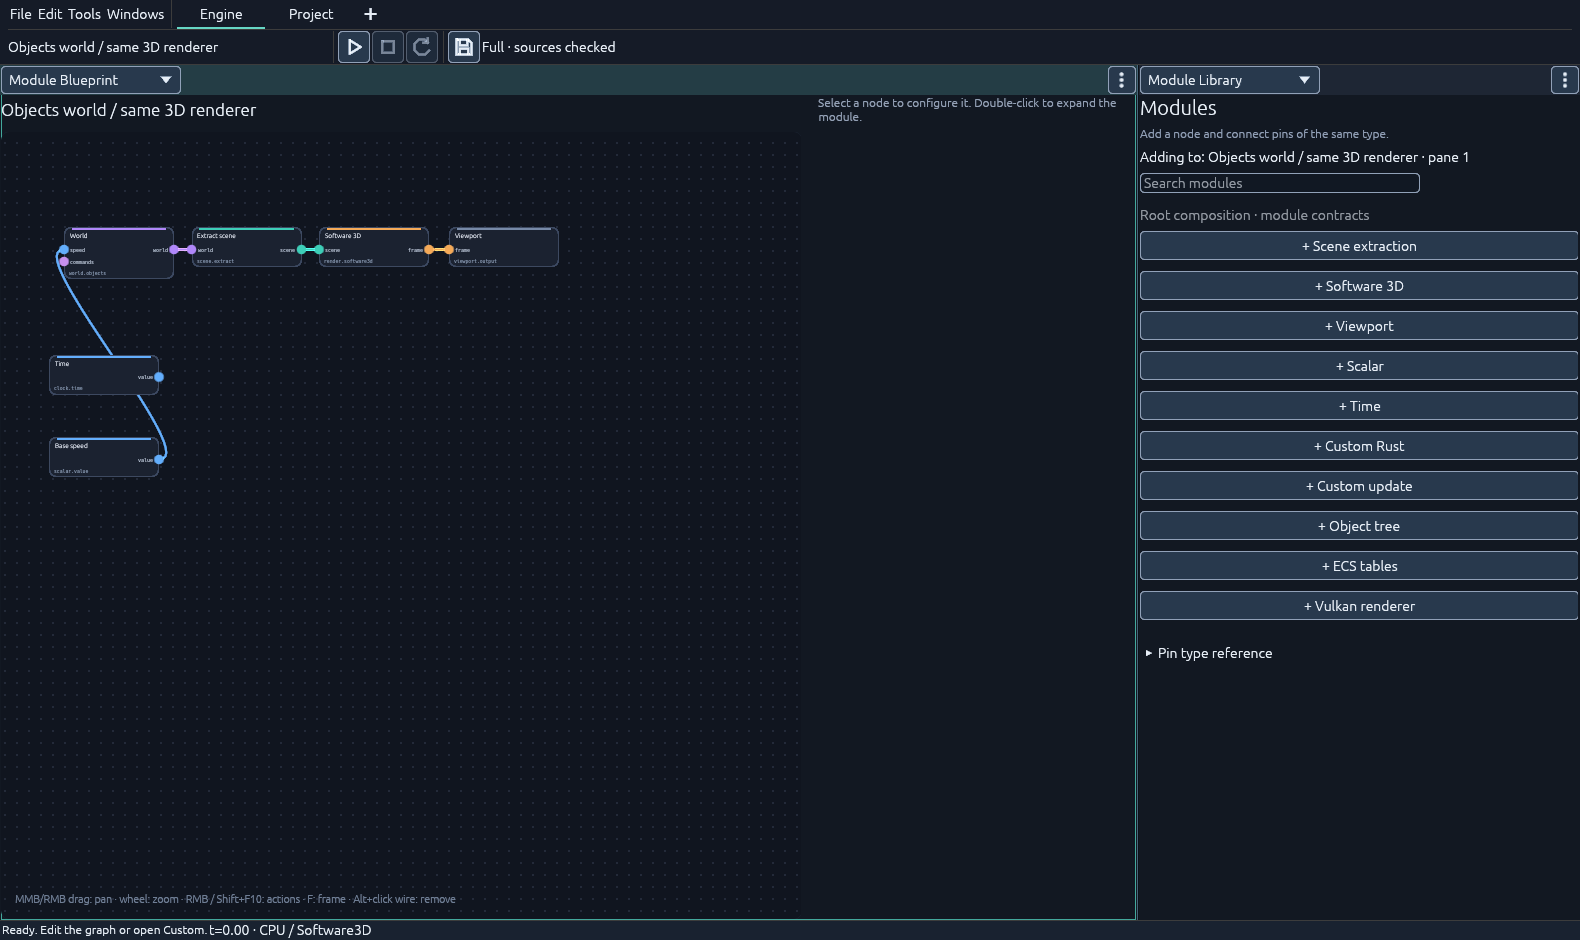 File Edit Tools Windows Engine Project +
Objects world / same 3D renderer Full · sources checked
Module Blueprint
Module Library
Objects world / same 3D renderer
Select a node to configure it. Double-click to expand the
module.
World
speed world
commands
world.objects
Extract scene
world scene
scene.extract
Software 3D
scene frame
render.software3d
Viewport
frame
viewport.output
Time
value
clock.time
Base speed
value
scalar.value
MMB/RMB drag: pan · wheel: zoom · RMB / Shift+F10: actions · F: frame · Alt+click wire: remove
Modules
Add a node and connect pins of the same type.
Adding to: Objects world / same 3D renderer · pane 1
Search modules
Root composition · module contracts
+ Scene extraction
+ Software 3D
+ Viewport
+ Scalar
+ Time
+ Custom Rust
+ Custom update
+ Object tree
+ ECS tables
+ Vulkan renderer
Pin type reference
Ready. Edit the graph or open Custom. t=0.00 · CPU / Software3D